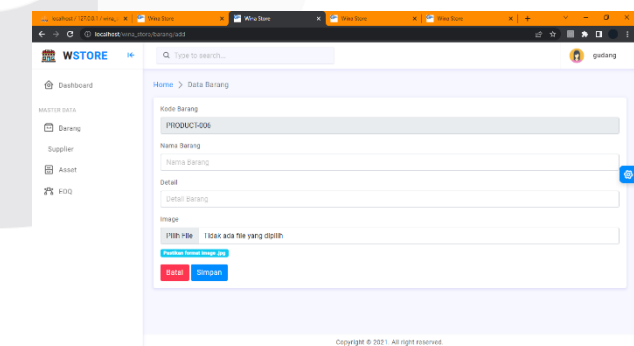 localhost / 127.0.0.1 / wina_s
Wina Store
Wina Store
Wina Store
Wina Store
localhost/wina_store/barang/add
WSTORE
Type to search...
gudang
Dashboard
Home > Data Barang
MASTER DATA
Barang
Supplier
Asset
EOQ
Kode Barang
PRODUCT-006
Nama Barang
Nama Barang
Detail
Detail Barang
Image
Pilih File Tidak ada file yang dipilih
Pastikan format image .jpg
Batal Simpan
Copyright © 2021. All right reserved.